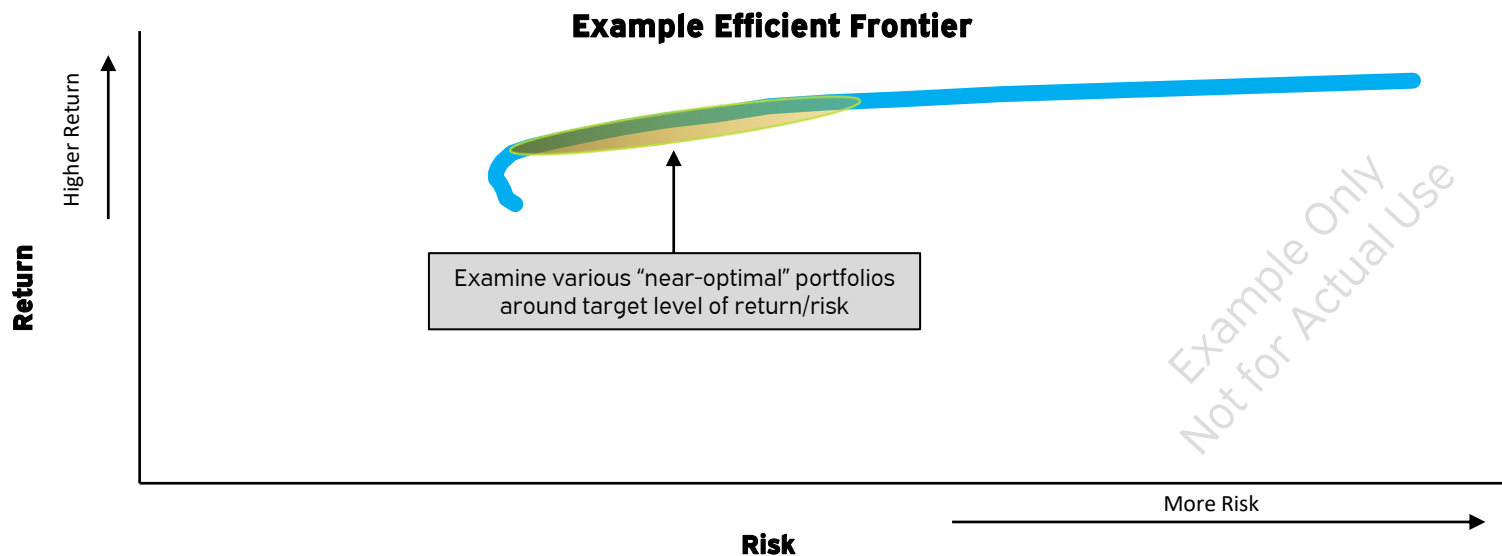 Example Efficient Frontier
Higher Return
Return
Examine various “near-optimal” portfolios
around target level of return/risk
Example Only
Not for Actual Use
More Risk
Risk